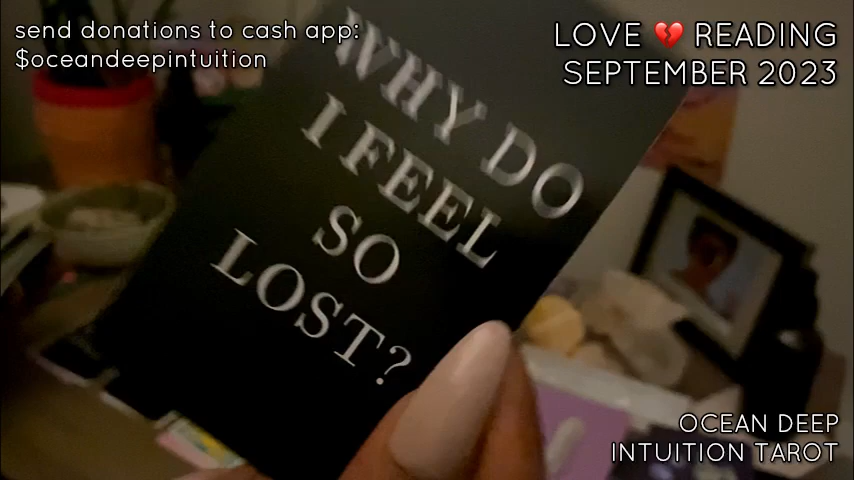 send donations to cash app:
$oceandeepintuition
LOVE 💔 READING
SEPTEMBER 2023
WHY DO
I FEEL
SO
LOST?
OCEAN DEEP
INTUITION TAROT